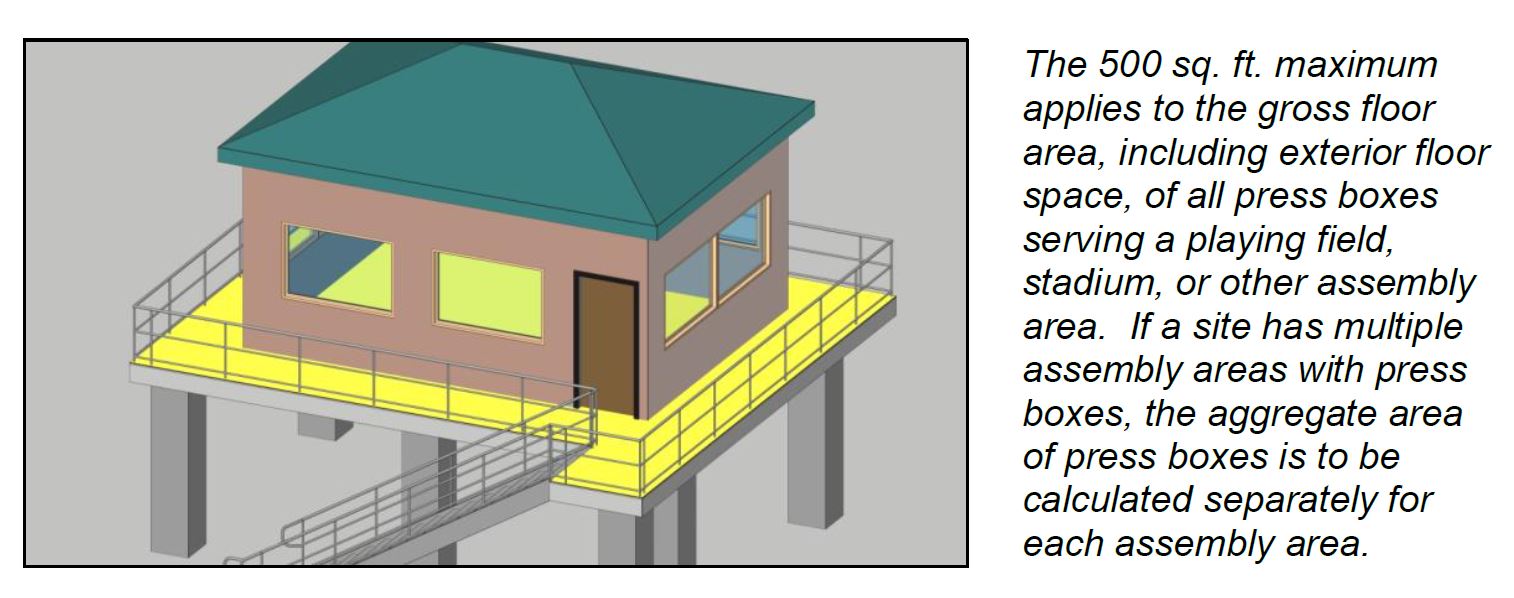 The 500 sq. ft. maximum
applies to the gross floor
area, including exterior floor
space, of all press boxes
serving a playing field,
stadium, or other assembly
area.  If a site has multiple
assembly areas with press
boxes, the aggregate area
of press boxes is to be
calculated separately for
each assembly area.